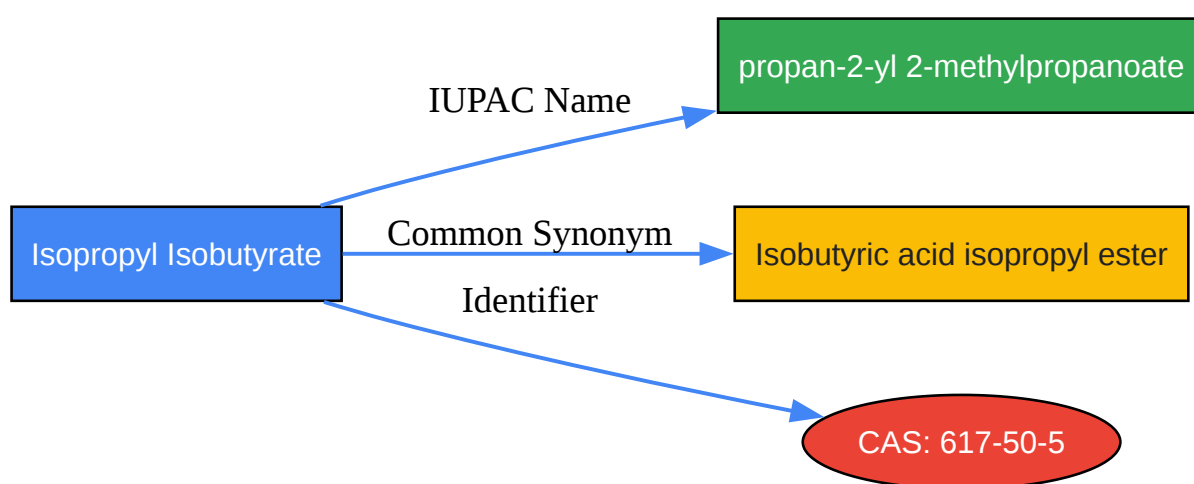 propan-2-yl 2-methylpropanoate
IUPAC Name
Isopropyl Isobutyrate
Common Synonym
Isobutyric acid isopropyl ester
Identifier
CAS: 617-50-5